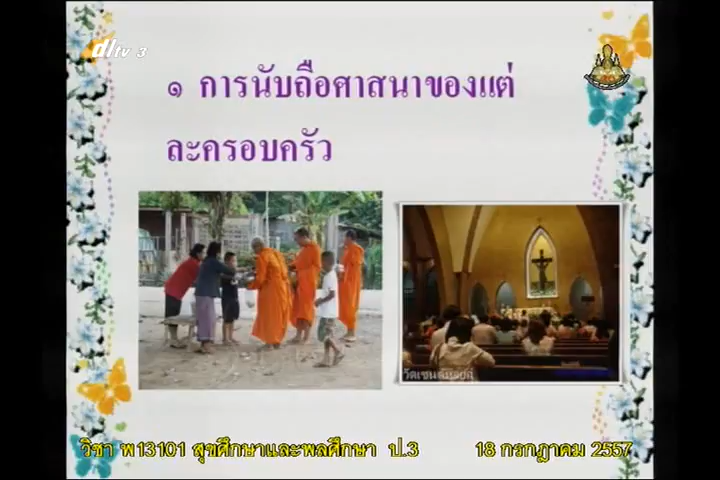 dltv 3
๑ การนับถือศาสนาของแต่
ละครอบครัว
วิชา พ13101 สุขศึกษาและพลศึกษา ป.3
18 กรกฎาคม 2557